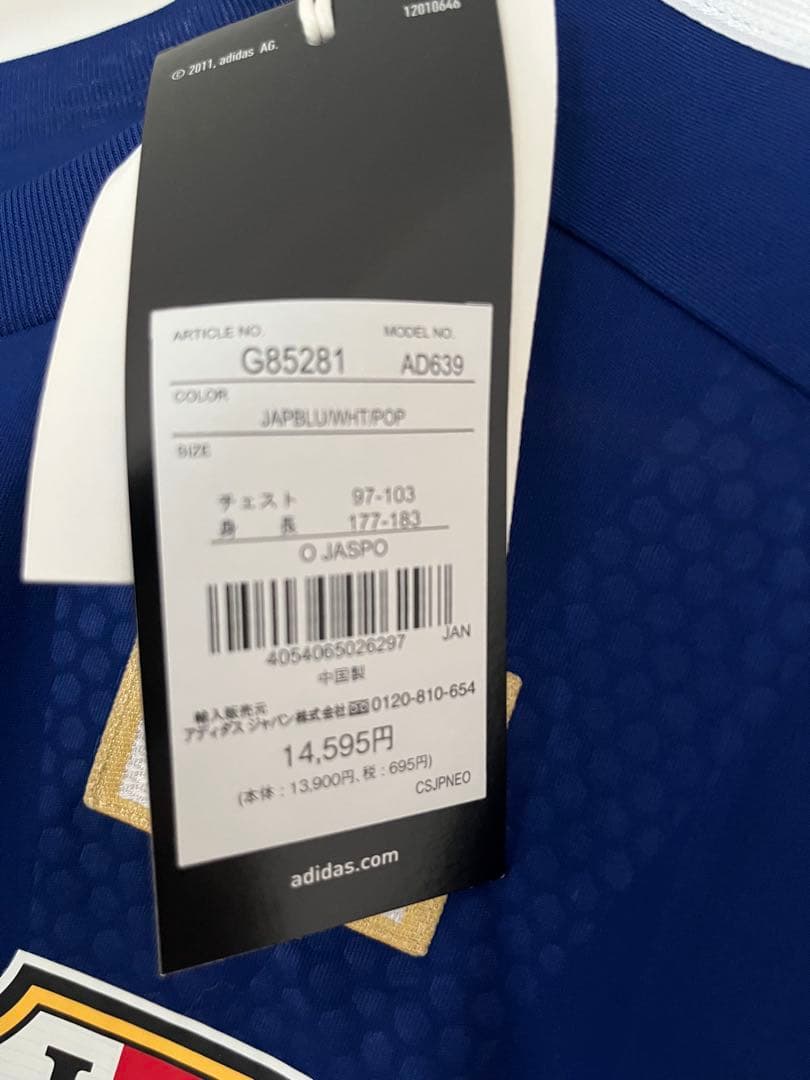 12010646
© 2011, adidas AG.
ARTICLE NO. MODEL NO.
G85281 AD639
COLOR
JAPBLU/WHT/POP
SIZE
チェスト 97-103
身 長 177-183
O JASPO
4054065026297 JAN
中国製
輸入販売元
アディダス ジャパン株式会社 0120-810-654
14,595円
(本体：13,900円、税：695円)
CSJPNEO
adidas.com
J